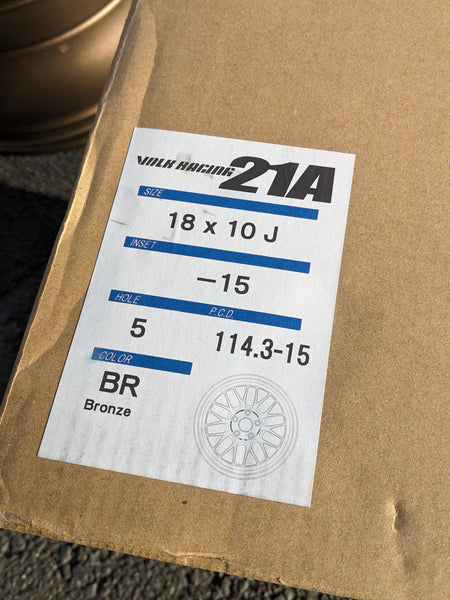 VOLK RACING 21A
SIZE
18 x 10 J
INSET
-15
HOLE P.C.D.
5 114.3-15
COLOR
BR
Bronze